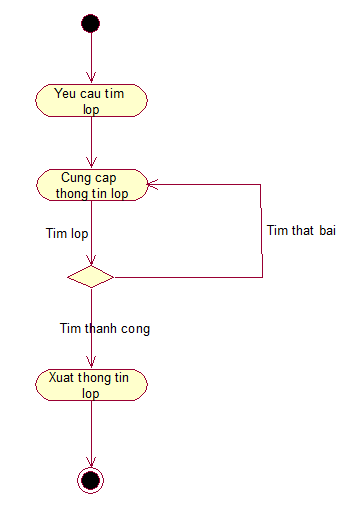 Yeu cau tim
lop
Cung cap
thong tin lop
Tim lop
Tim that bai
Tim thanh cong
Xuat thong tin
lop